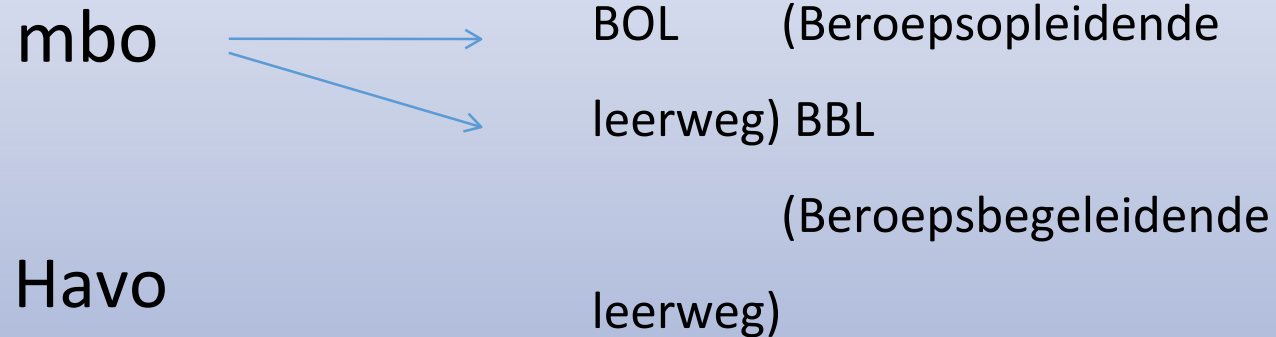 mbo
BOL (Beroepsopleidende
leerweg) BBL
(Beroepsbegeleidende
leerweg)
Havo